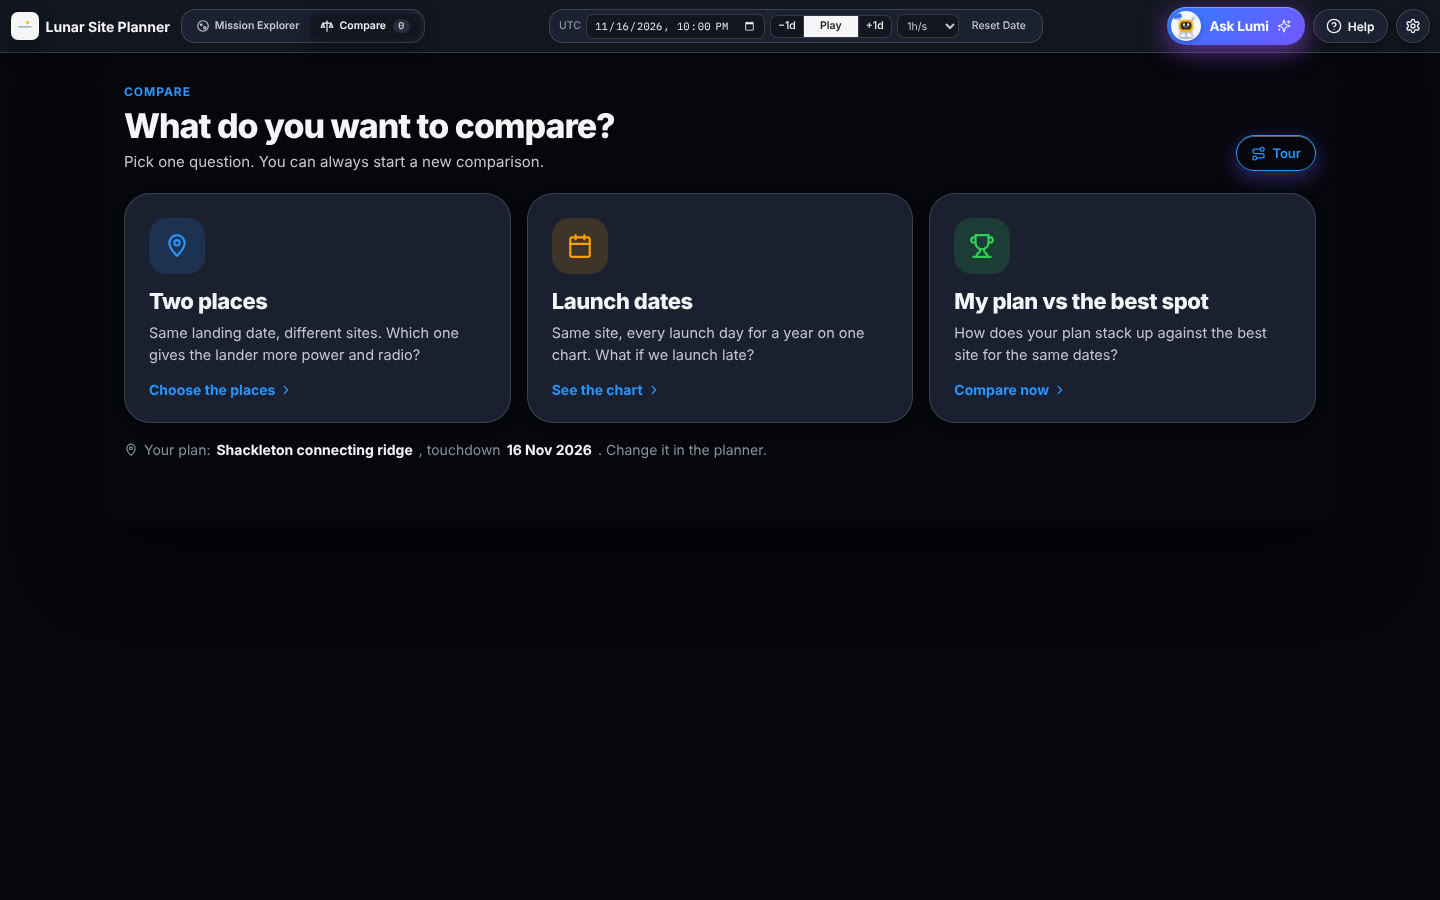 Lunar Site Planner
Mission Explorer
Compare 0
UTC 11/16/2026, 10:00 PM
−1d Play +1d
1h/s
Reset Date
Ask Lumi
Help
COMPARE
What do you want to compare?
Pick one question. You can always start a new comparison.
Tour
Two places
Same landing date, different sites. Which one
gives the lander more power and radio?
Choose the places
Launch dates
Same site, every launch day for a year on one
chart. What if we launch late?
See the chart
My plan vs the best spot
How does your plan stack up against the best
site for the same dates?
Compare now
Your plan: Shackleton connecting ridge , touchdown 16 Nov 2026 . Change it in the planner.